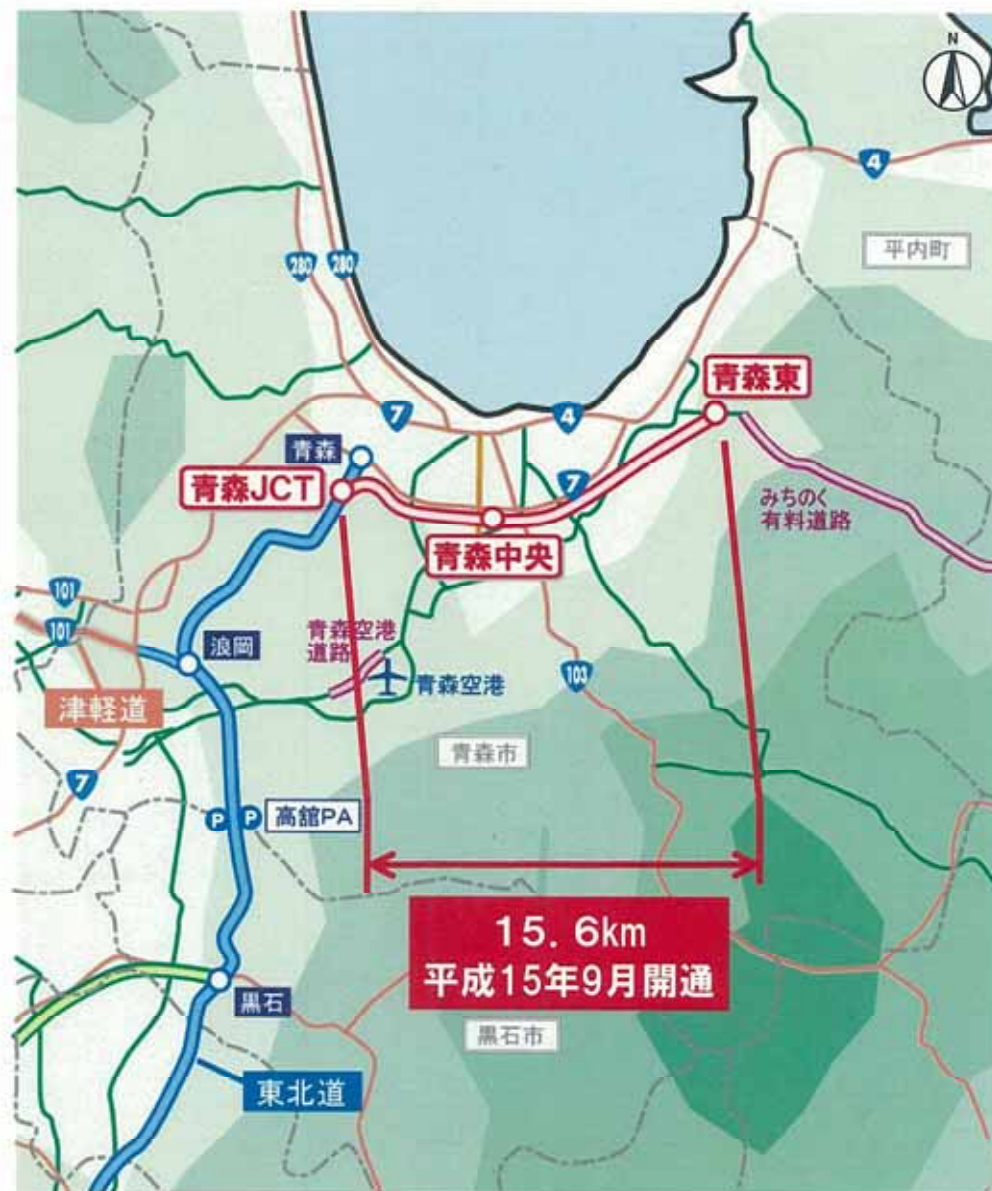 N
4
平内町
280
280
青森東
7
4
青森
青森JCT
7
みちのく
有料道路
青森中央
101
101
浪岡
青森空港
道路
青森空港
103
津軽道
青森市
7
P
P
高舘PA
15. 6km
平成15年9月開通
黒石
黒石市
東北道